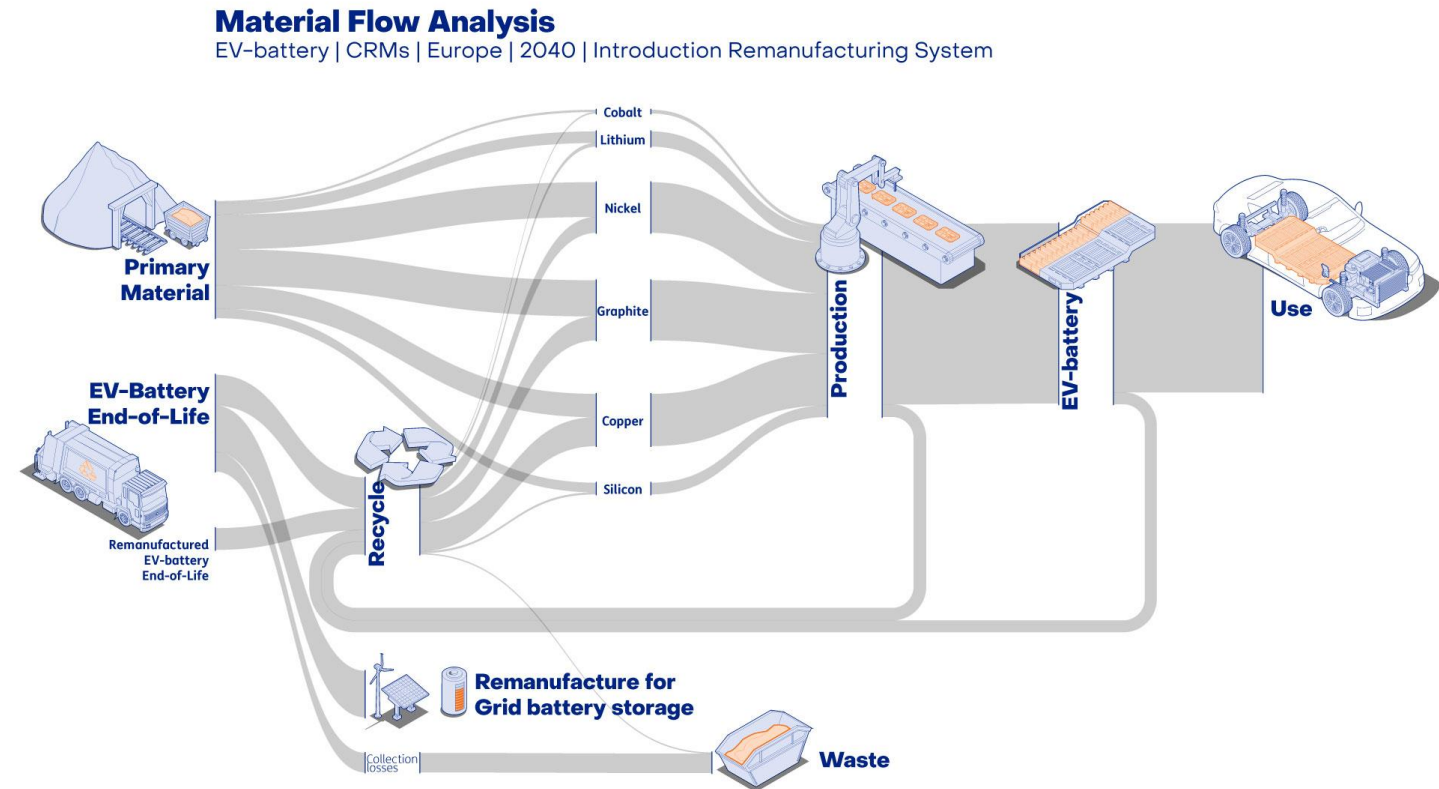 Material Flow Analysis
EV-battery | CRMs | Europe | 2040 | Introduction Remanufacturing System
Cobalt
Lithium
Nickel
Graphite
Copper
Silicon
Primary
Material
EV-Battery
End-of-Life
Remanufactured
EV-battery
End-of-Life
Recycle
Production
EV-battery
Use
Remanufacture for
Grid battery storage
Collection
losses
Waste